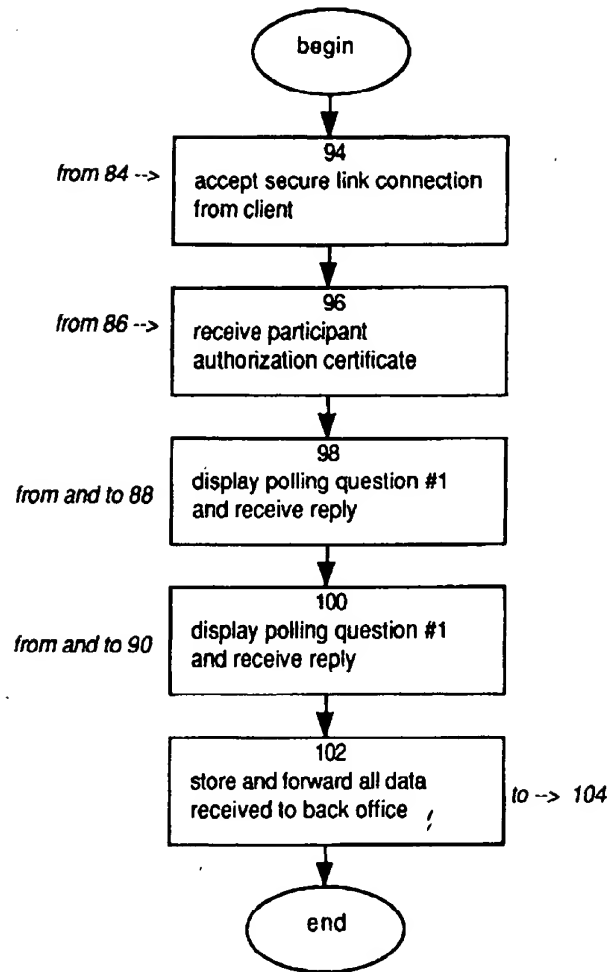 begin
94
from 84 -->
accept secure link connection
from client
96
from 86 -->
receive participant
authorization certificate
98
from and to 88
display polling question #1
and receive reply
100
from and to 90
display polling question #1
and receive reply
102
store and forward all data
received to back office
to --> 104
end